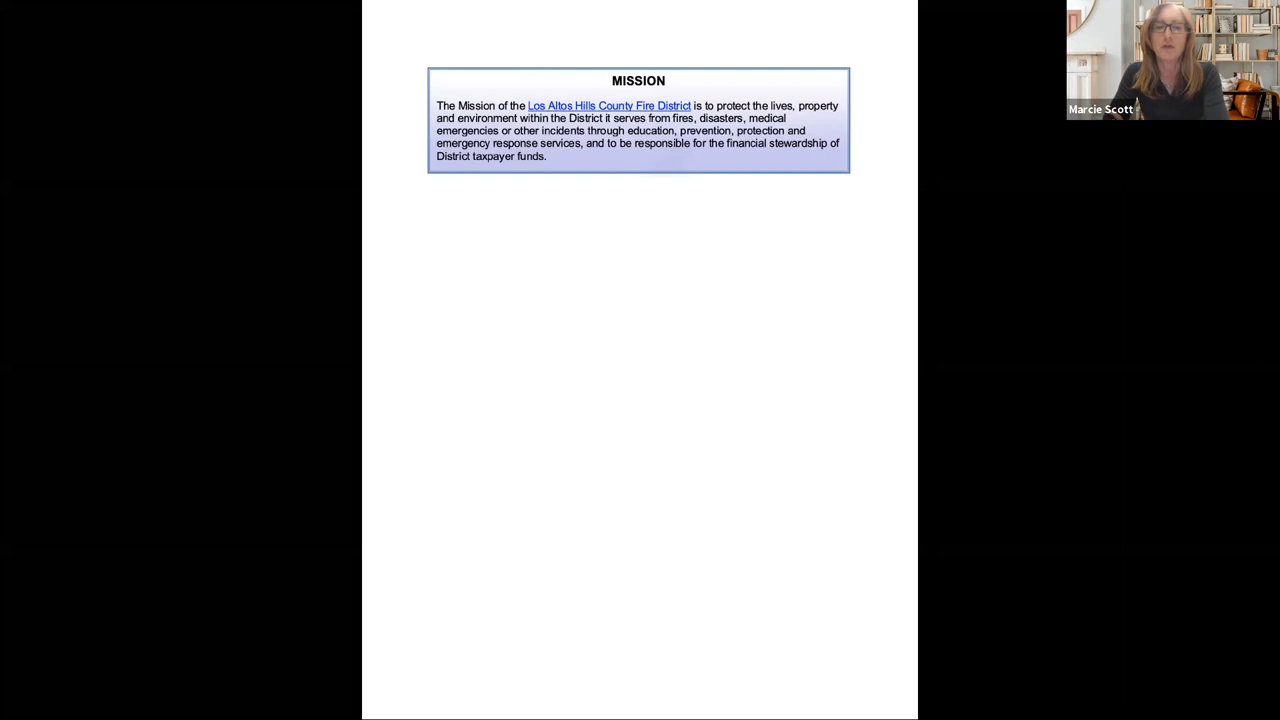 MISSION
The Mission of the Los Altos Hills County Fire District is to protect the lives, property
and environment within the District it serves from fires, disasters, medical
emergencies or other incidents through education, prevention, protection and
emergency response services, and to be responsible for the financial stewardship of
District taxpayer funds.
Marcie Scott